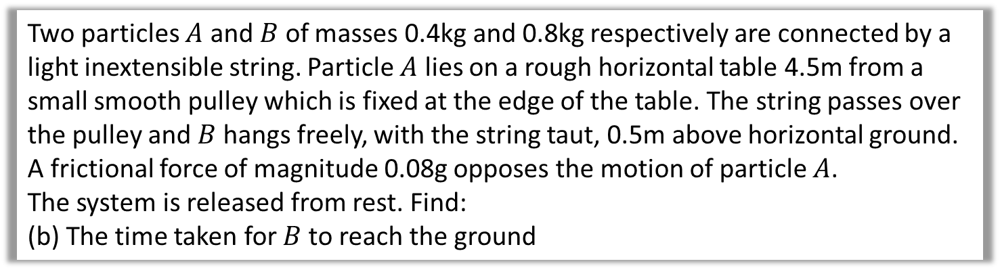 Two particles A and B of masses 0.4kg and 0.8kg respectively are connected by a
light inextensible string. Particle A lies on a rough horizontal table 4.5m from a
small smooth pulley which is fixed at the edge of the table. The string passes over
the pulley and B hangs freely, with the string taut, 0.5m above horizontal ground.
A frictional force of magnitude 0.08g opposes the motion of particle A.
The system is released from rest. Find:
(b) The time taken for B to reach the ground